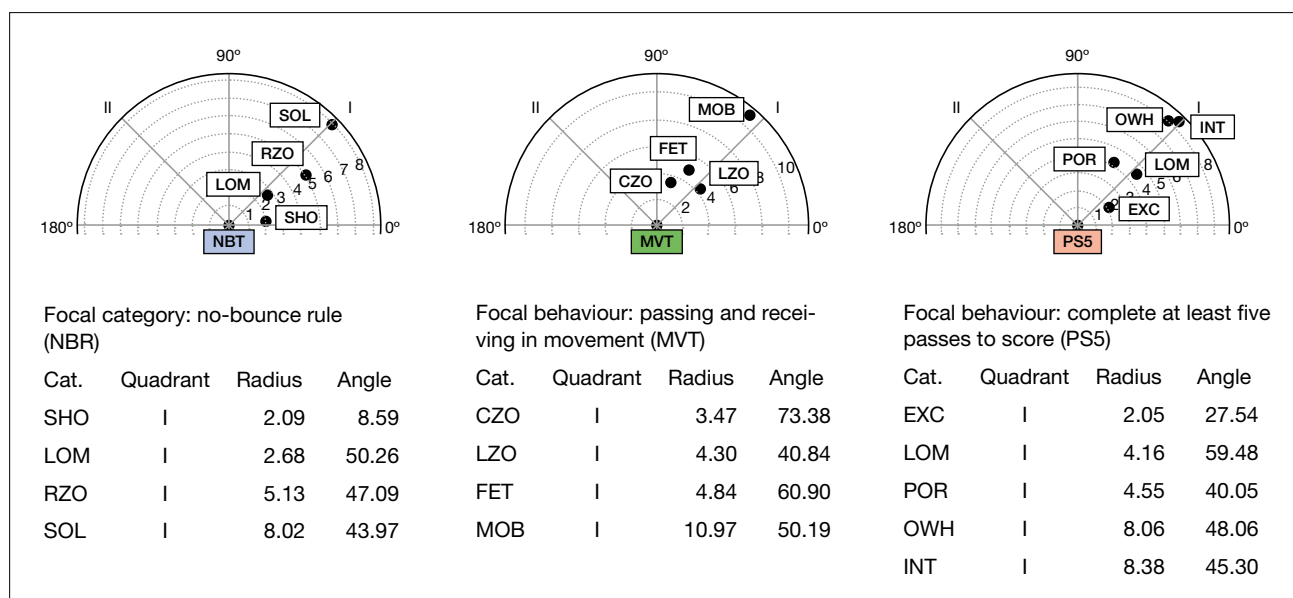 90º
II
I
SOL
RZO
LOM
SHO
1 2 3 4 5 6 7 8
180º
0º
NBT
90º
II
I
MOB
FET
LZO
CZO
2 4 6 8 10
180º
0º
MVT
90º
II
I
OWH
INT
POR
LOM
EXC
1 2 3 4 5 6 8
180º
0º
PS5
Focal category: no-bounce rule
(NBR)
Cat. Quadrant Radius Angle
SHO I 2.09 8.59
LOM I 2.68 50.26
RZO I 5.13 47.09
SOL I 8.02 43.97
Focal behaviour: passing and recei-
ving in movement (MVT)
Cat. Quadrant Radius Angle
CZO I 3.47 73.38
LZO I 4.30 40.84
FET I 4.84 60.90
MOB I 10.97 50.19
Focal behaviour: complete at least five
passes to score (PS5)
Cat. Quadrant Radius Angle
EXC I 2.05 27.54
LOM I 4.16 59.48
POR I 4.55 40.05
OWH I 8.06 48.06
INT I 8.38 45.30